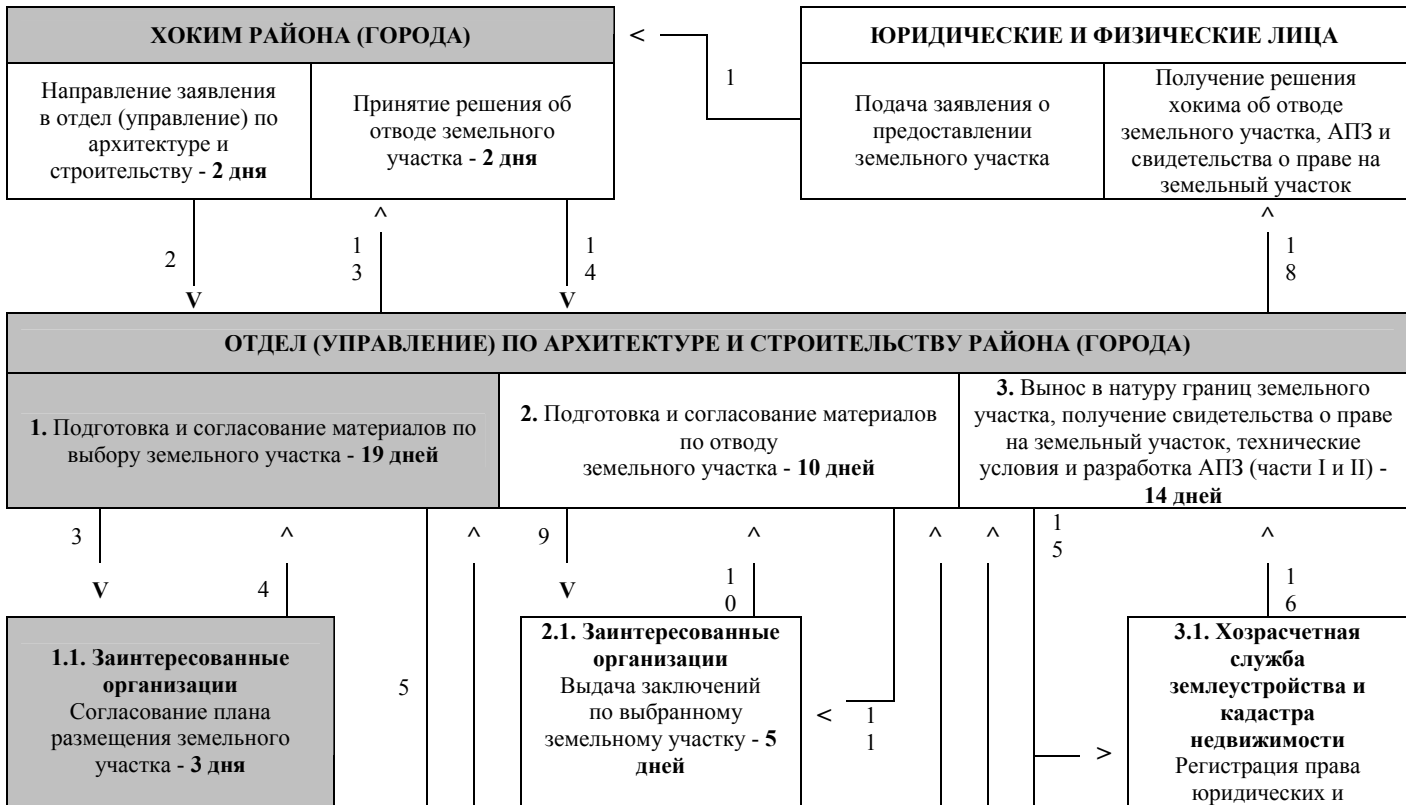 ХОКИМ РАЙОНА (ГОРОДА)
<
ЮРИДИЧЕСКИЕ И ФИЗИЧЕСКИЕ ЛИЦА
1
Направление заявления
в отдел (управление) по
архитектуре и
строительству - 2 дня
Принятие решения об
отводе земельного
участка - 2 дня
Подача заявления о
предоставлении
земельного участка
Получение решения
хокима об отводе
земельного участка, АПЗ и
свидетельства о праве на
земельный участок
^
^
2
1
3
1
4
1
8
V
V
ОТДЕЛ (УПРАВЛЕНИЕ) ПО АРХИТЕКТУРЕ И СТРОИТЕЛЬСТВУ РАЙОНА (ГОРОДА)
1. Подготовка и согласование материалов по
выбору земельного участка - 19 дней
2. Подготовка и согласование материалов
по отводу
земельного участка - 10 дней
3. Вынос в натуру границ земельного
участка, получение свидетельства о праве
на земельный участок, технические
условия и разработка АПЗ (части I и II) -
14 дней
3
^
^
9
^
^
^
1
5
^
V
4
V
1
0
1
6
1.1. Заинтересованные
организации
Согласование плана
размещения земельного
участка - 3 дня
5
2.1. Заинтересованные
организации
Выдача заключений
по выбранному
земельному участку - 5
дней
<
1
1
>
3.1. Хозрасчетная
служба
землеустройства и
кадастра
недвижимости
Регистрация права
юридических и